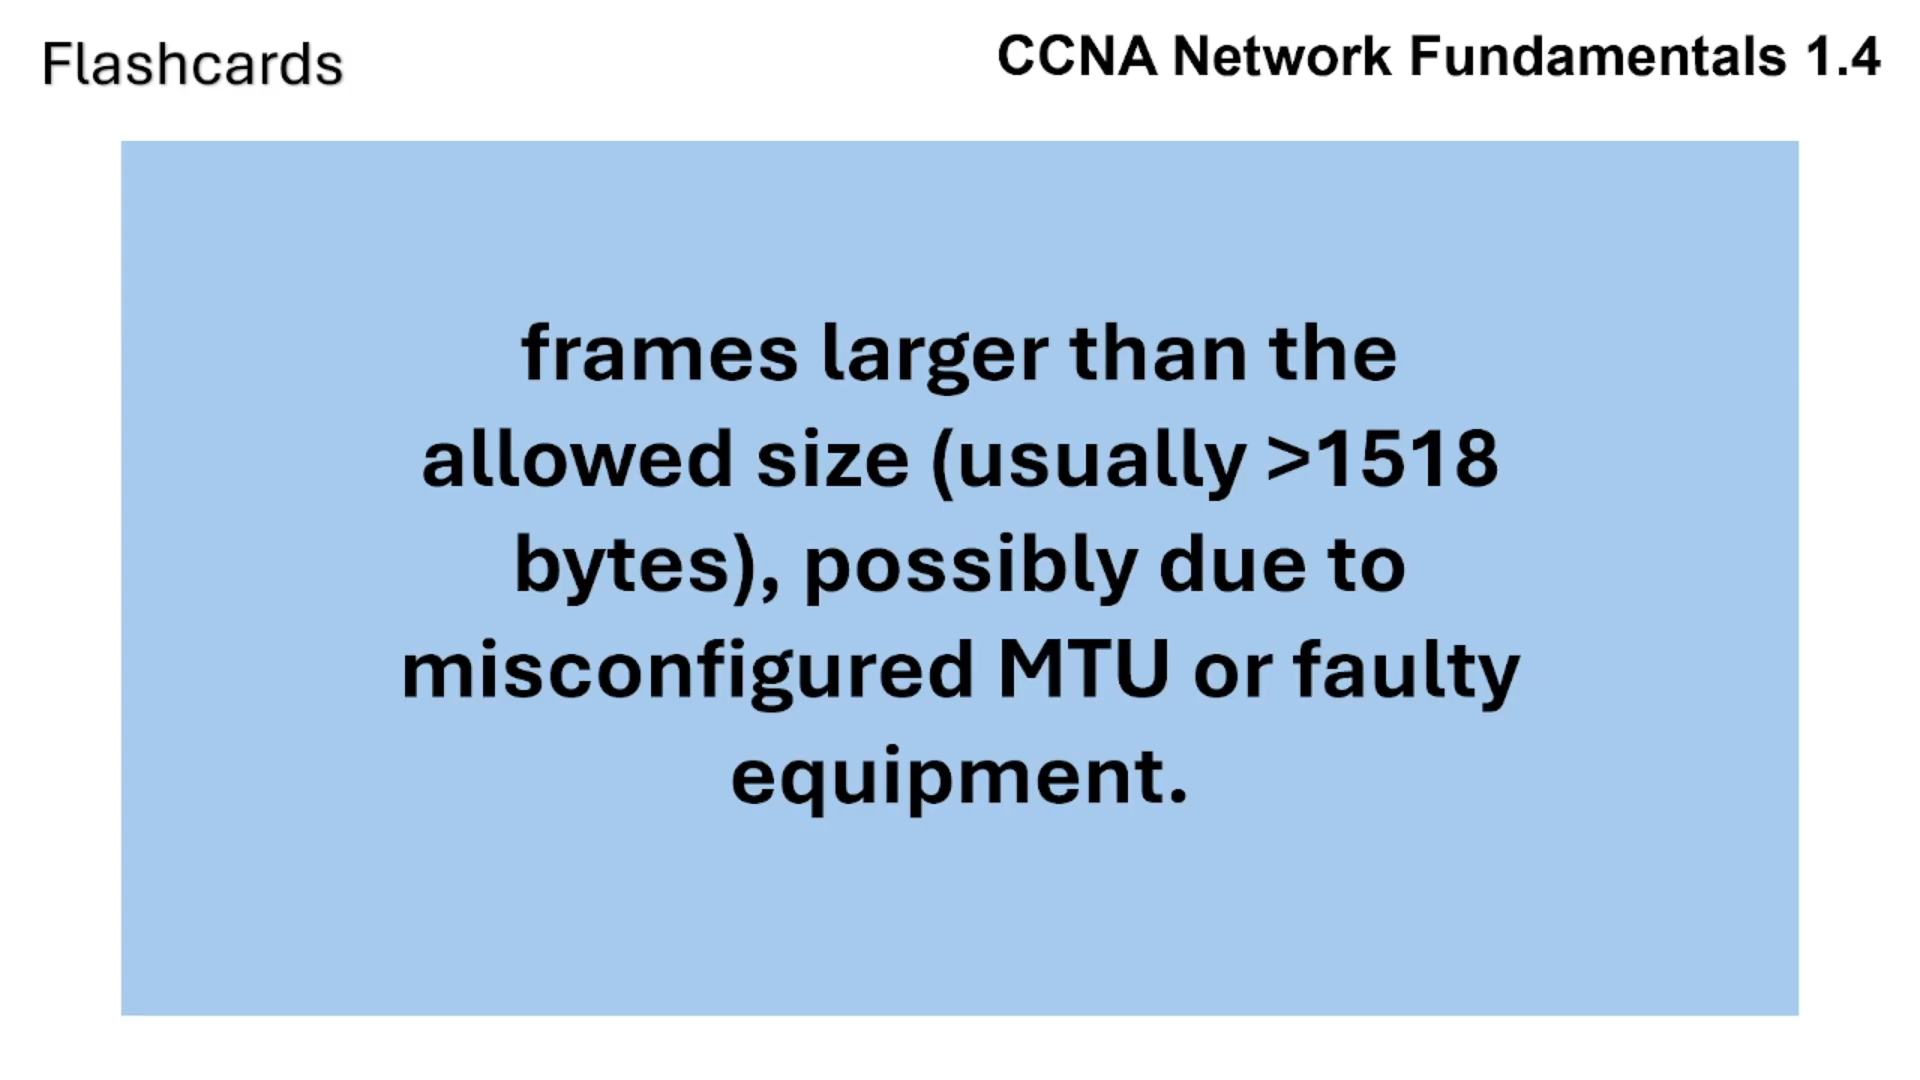 Flashcards
CCNA Network Fundamentals 1.4
frames larger than the
allowed size (usually >1518
bytes), possibly due to
misconfigured MTU or faulty
equipment.